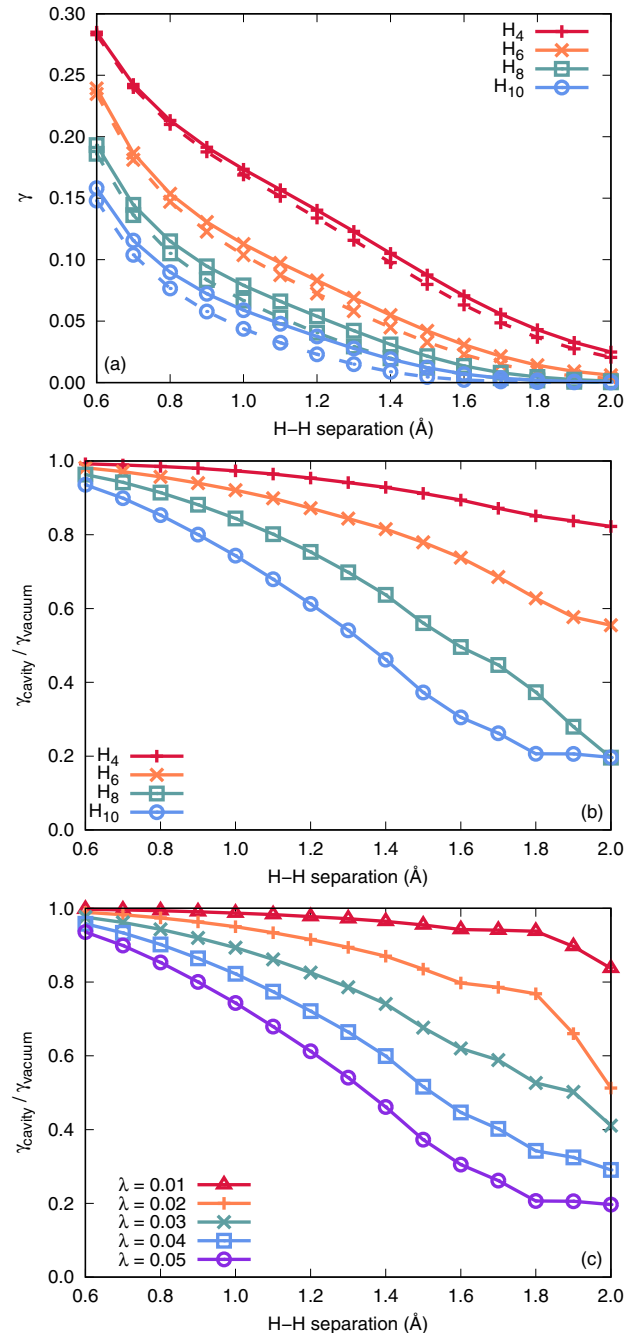 0.30
0.25
0.20
0.15
0.10
0.05
0.00
γ
H4
H6
H8
H10
(a)
0.6 0.8 1.0 1.2 1.4 1.6 1.8 2.0
H–H separation (Å)
1.0
0.8
0.6
0.4
0.2
0.0
γcavity / γvacuum
H4
H6
H8
H10
(b)
0.6 0.8 1.0 1.2 1.4 1.6 1.8 2.0
H–H separation (Å)
1.0
0.8
0.6
0.4
0.2
0.0
γcavity / γvacuum
λ = 0.01
λ = 0.02
λ = 0.03
λ = 0.04
λ = 0.05
(c)
0.6 0.8 1.0 1.2 1.4 1.6 1.8 2.0
H–H separation (Å)